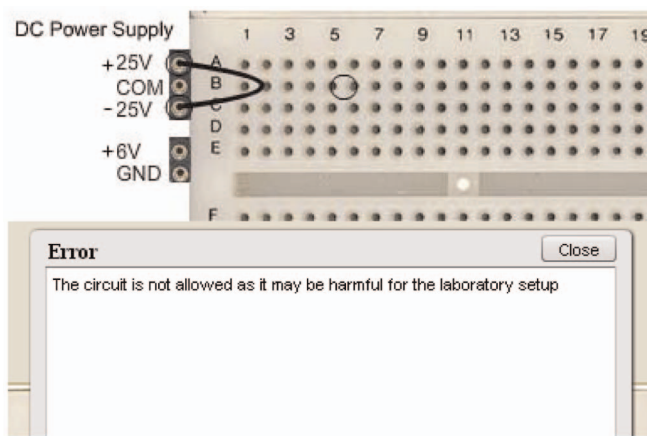 DC Power Supply
1 3 5 7 9 11 13 15 17 19
+25V
A
COM
B
-25V
C
D
+6V
E
GND
F
Error
Close
The circuit is not allowed as it may be harmful for the laboratory setup